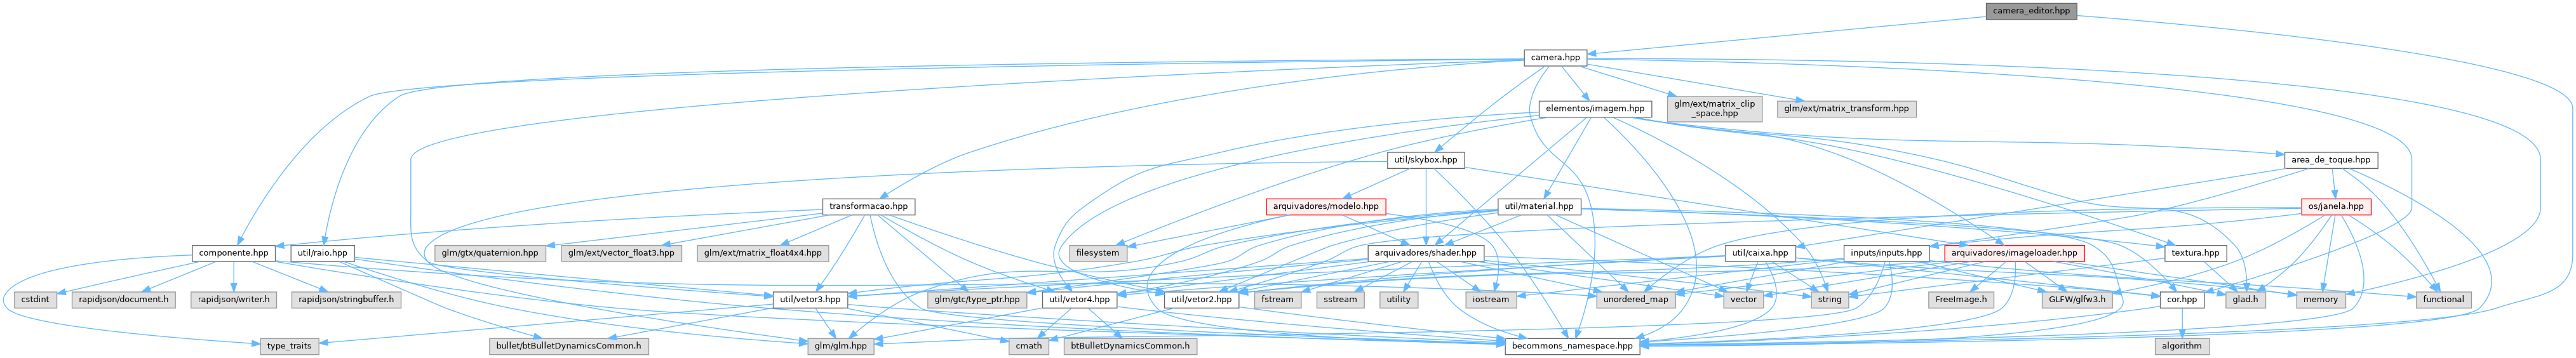 camera_editor.hpp
camera.hpp
elementos/imagem.hpp
glm/ext/matrix_clip
_space.hpp
glm/ext/matrix_transform.hpp
util/skybox.hpp
area_de_toque.hpp
transformacao.hpp
arquivadores/modelo.hpp
util/material.hpp
os/janela.hpp
componente.hpp
util/raio.hpp
glm/gtx/quaternion.hpp
glm/ext/vector_float3.hpp
glm/ext/matrix_float4x4.hpp
filesystem
arquivadores/shader.hpp
util/caixa.hpp
inputs/inputs.hpp
arquivadores/imageloader.hpp
textura.hpp
cstdint
rapidjson/document.h
rapidjson/writer.h
rapidjson/stringbuffer.h
util/vetor3.hpp
glm/gtc/type_ptr.hpp
util/vetor4.hpp
util/vetor2.hpp
fstream
sstream
utility
iostream
unordered_map
vector
string
FreeImage.h
GLFW/glfw3.h
cor.hpp
glad.h
memory
functional
type_traits
bullet/btBulletDynamicsCommon.h
glm/glm.hpp
cmath
btBulletDynamicsCommon.h
becommons_namespace.hpp
algorithm